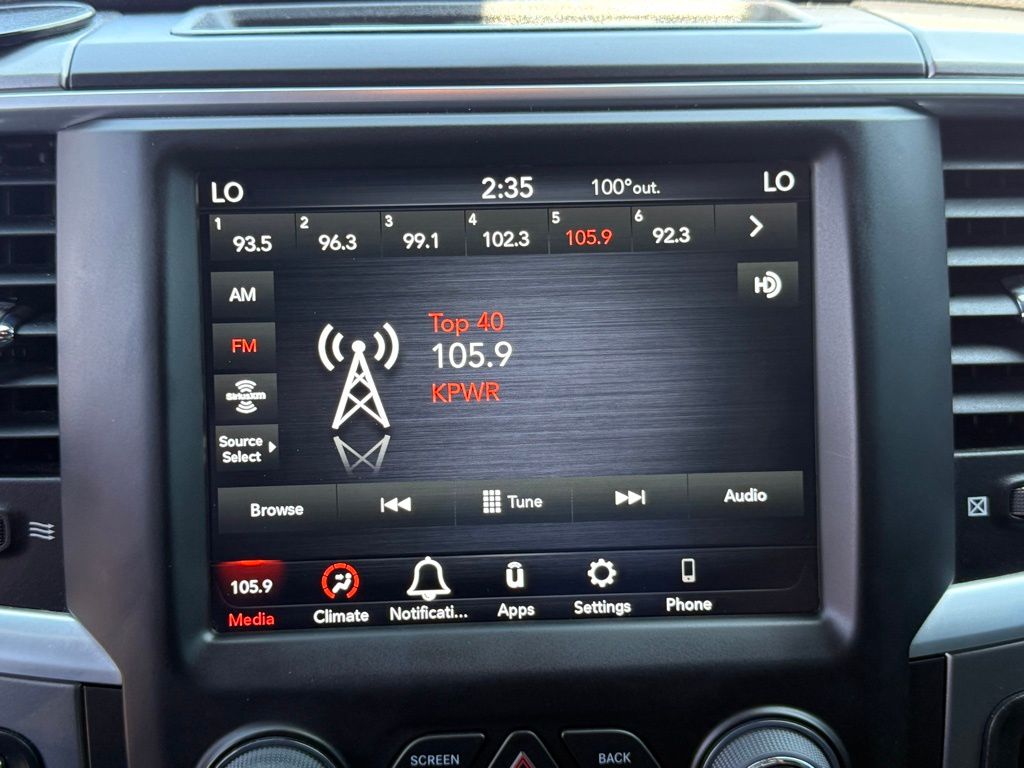 LO 2:35 100°out. LO
1 93.5 2 96.3 3 99.1 4 102.3 5 105.9 6 92.3
AM
FM
SiriusXM
Source
Select
HD
Top 40
105.9
KPWR
Browse Tune Audio
105.9
Media Climate Notificati... Apps Settings Phone
SCREEN BACK